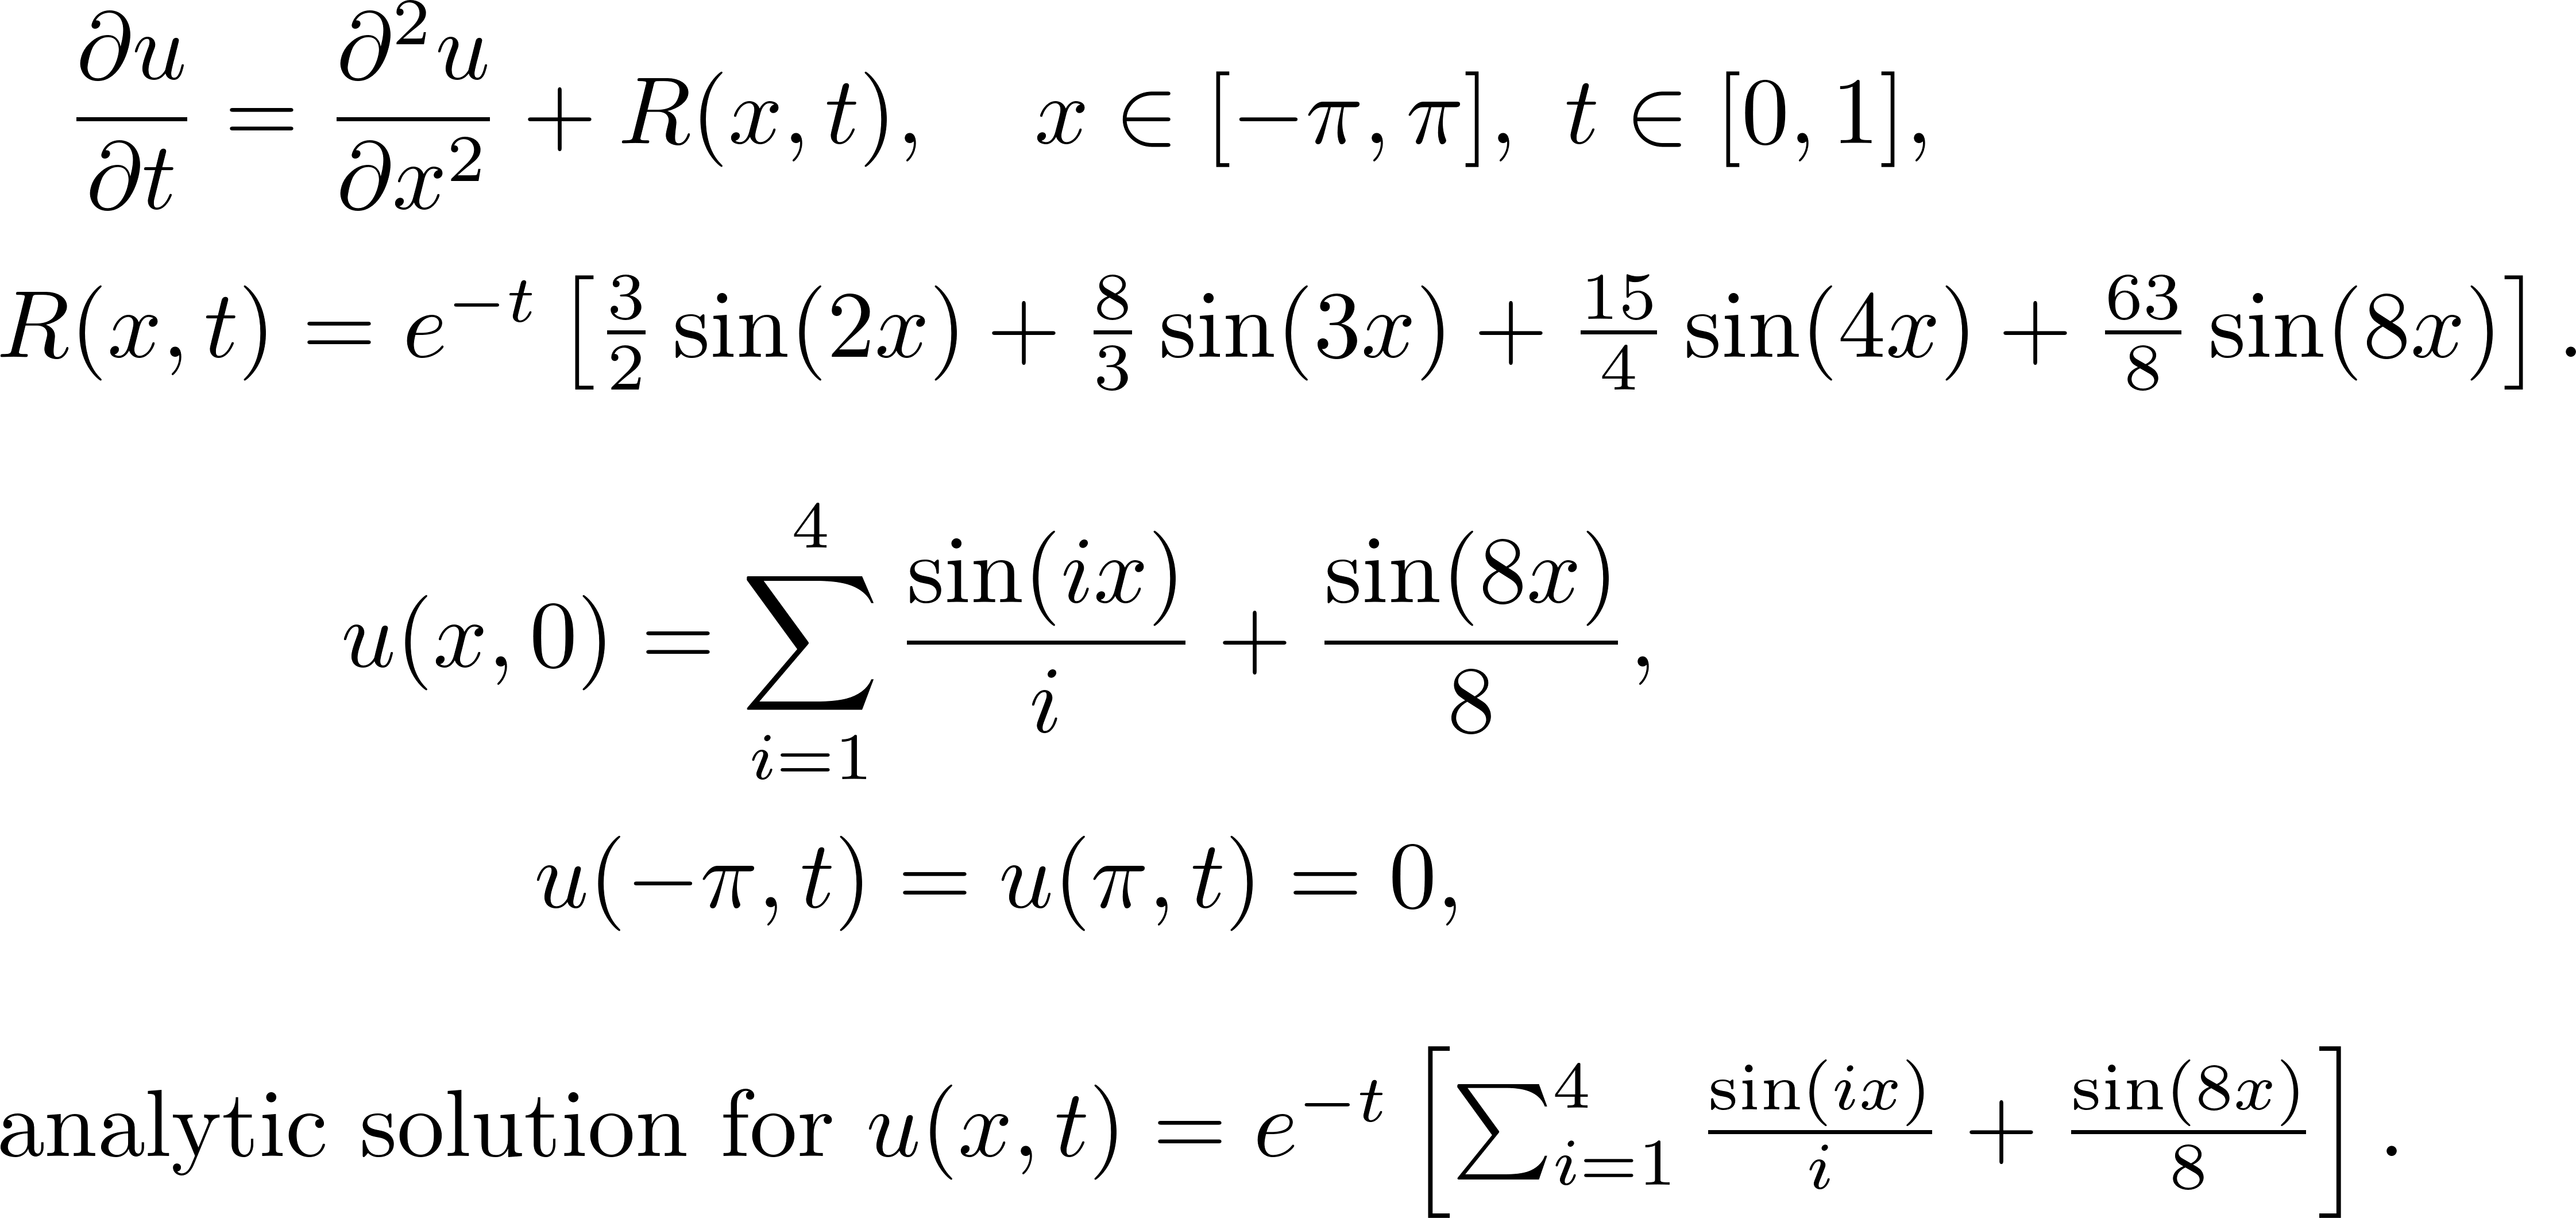 ∂u/∂t = ∂²u/∂x² + R(x, t),   x ∈ [−π, π], t ∈ [0, 1],
R(x, t) = e^{−t} [3/2 sin(2x) + 8/3 sin(3x) + 15/4 sin(4x) + 63/8 sin(8x)] .
u(x, 0) = ∑_{i=1}^{4} sin(ix)/i + sin(8x)/8,
u(−π, t) = u(π, t) = 0,
analytic solution for u(x, t) = e^{−t} [∑_{i=1}^{4} sin(ix)/i + sin(8x)/8] .